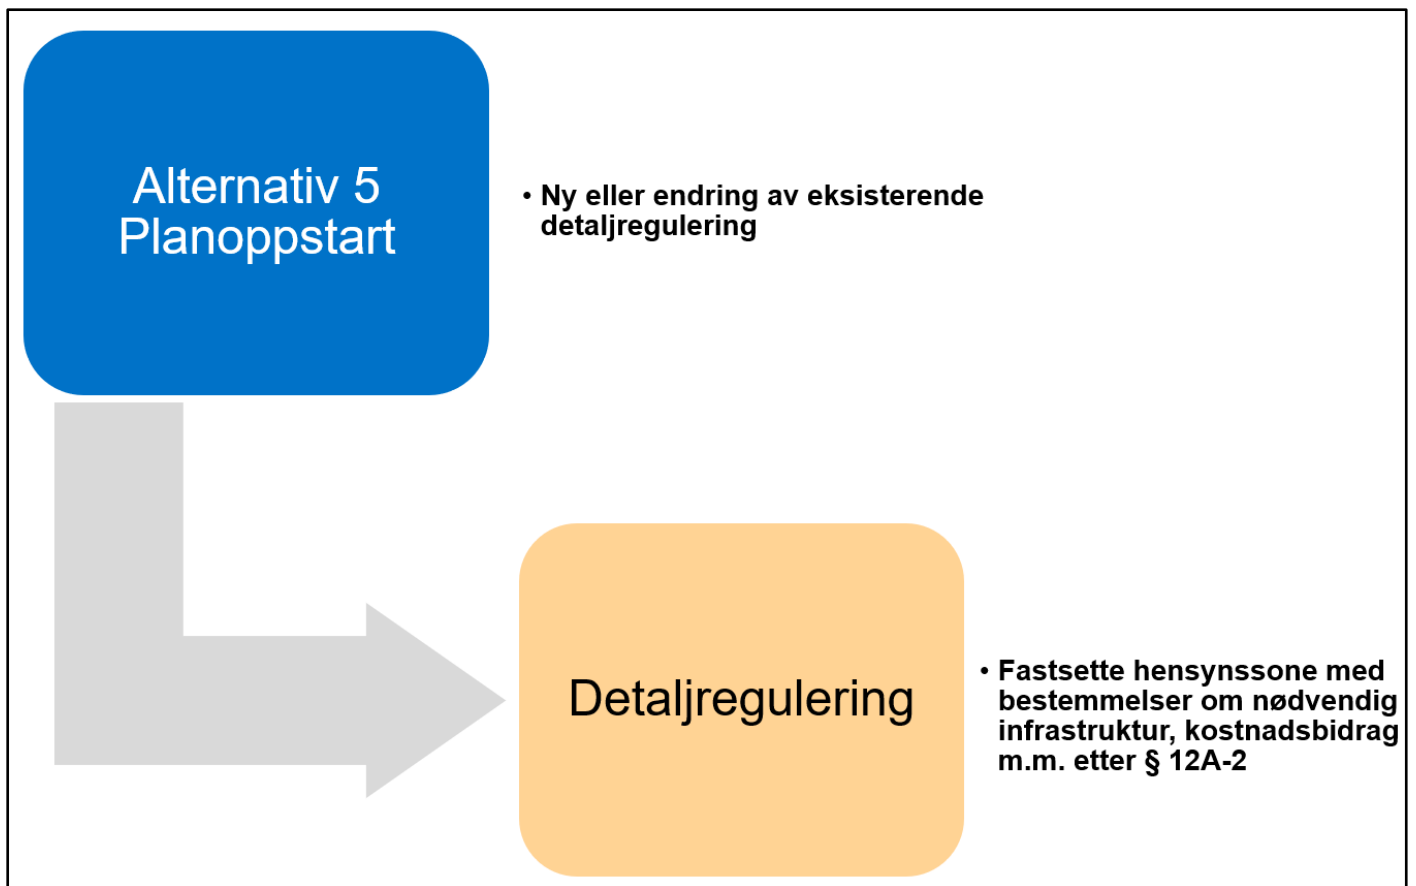 Alternativ 5
Planoppstart
• Ny eller endring av eksisterende
detaljregulering
Detaljregulering
• Fastsette hensynssone med
bestemmelser om nødvendig
infrastruktur, kostnadsbidrag
m.m. etter § 12A-2